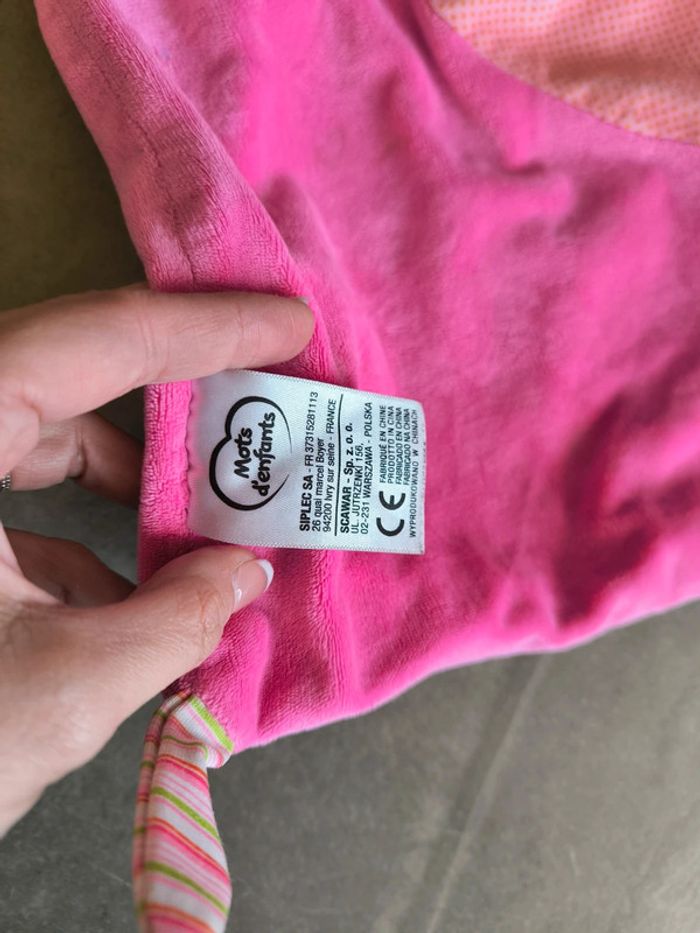 Mots
d'enfants
SIPLEC SA - FR 37315281113
26 quai marcel Boyer
94200 Ivry sur seine - FRANCE
SCAWAR - Sp. z. o. o.
UL. JUTRZENKI 156,
02-231 WARSZAWA - POLSKA
CE
FABRIQUÉ EN CHINE
PRODOTTO IN CINA
FABRICADO EN CHINA
FABRICADO NA CHINA
WYPRODUKOWANO W CHINACH